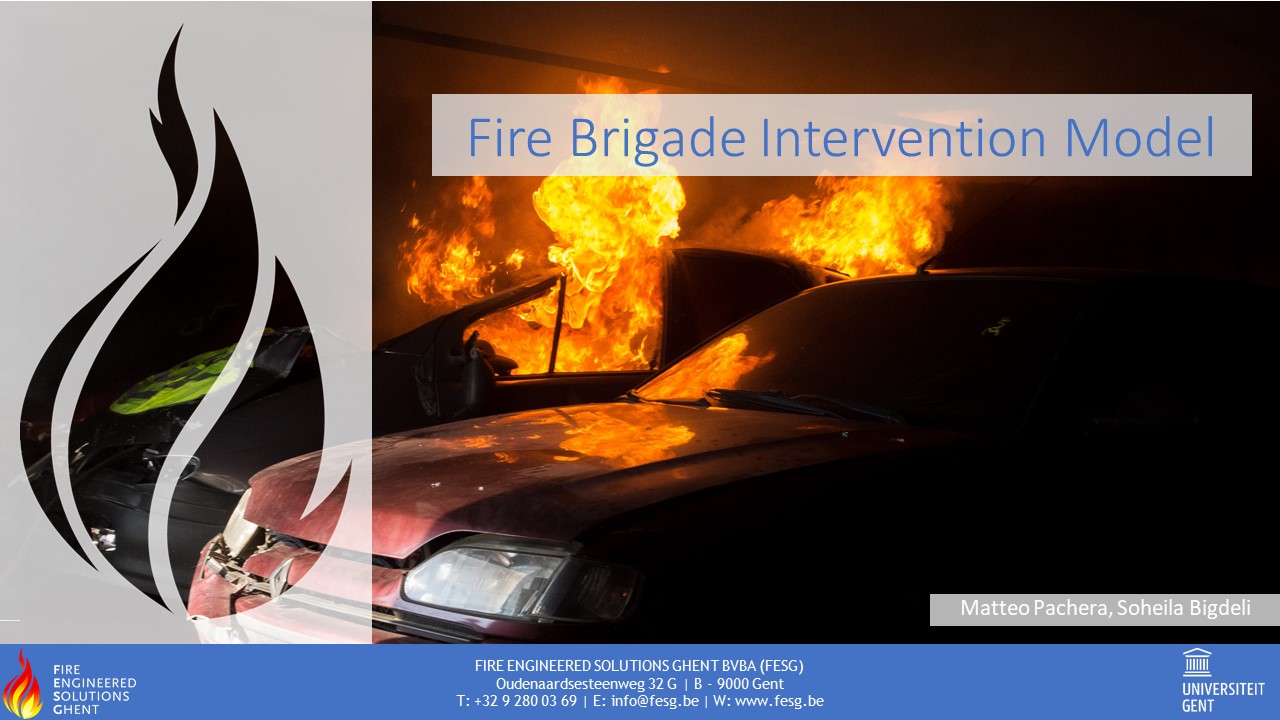 Fire Brigade Intervention Model
Matteo Pachera, Soheila Bigdeli
FIRE
ENGINEERED
SOLUTIONS
GHENT
FIRE ENGINEERED SOLUTIONS GHENT BVBA (FESG)
Oudenaardsesteenweg 32 G | B - 9000 Gent
T: +32 9 280 03 69 | E: info@fesg.be | W: www.fesg.be
UNIVERSITEIT
GENT